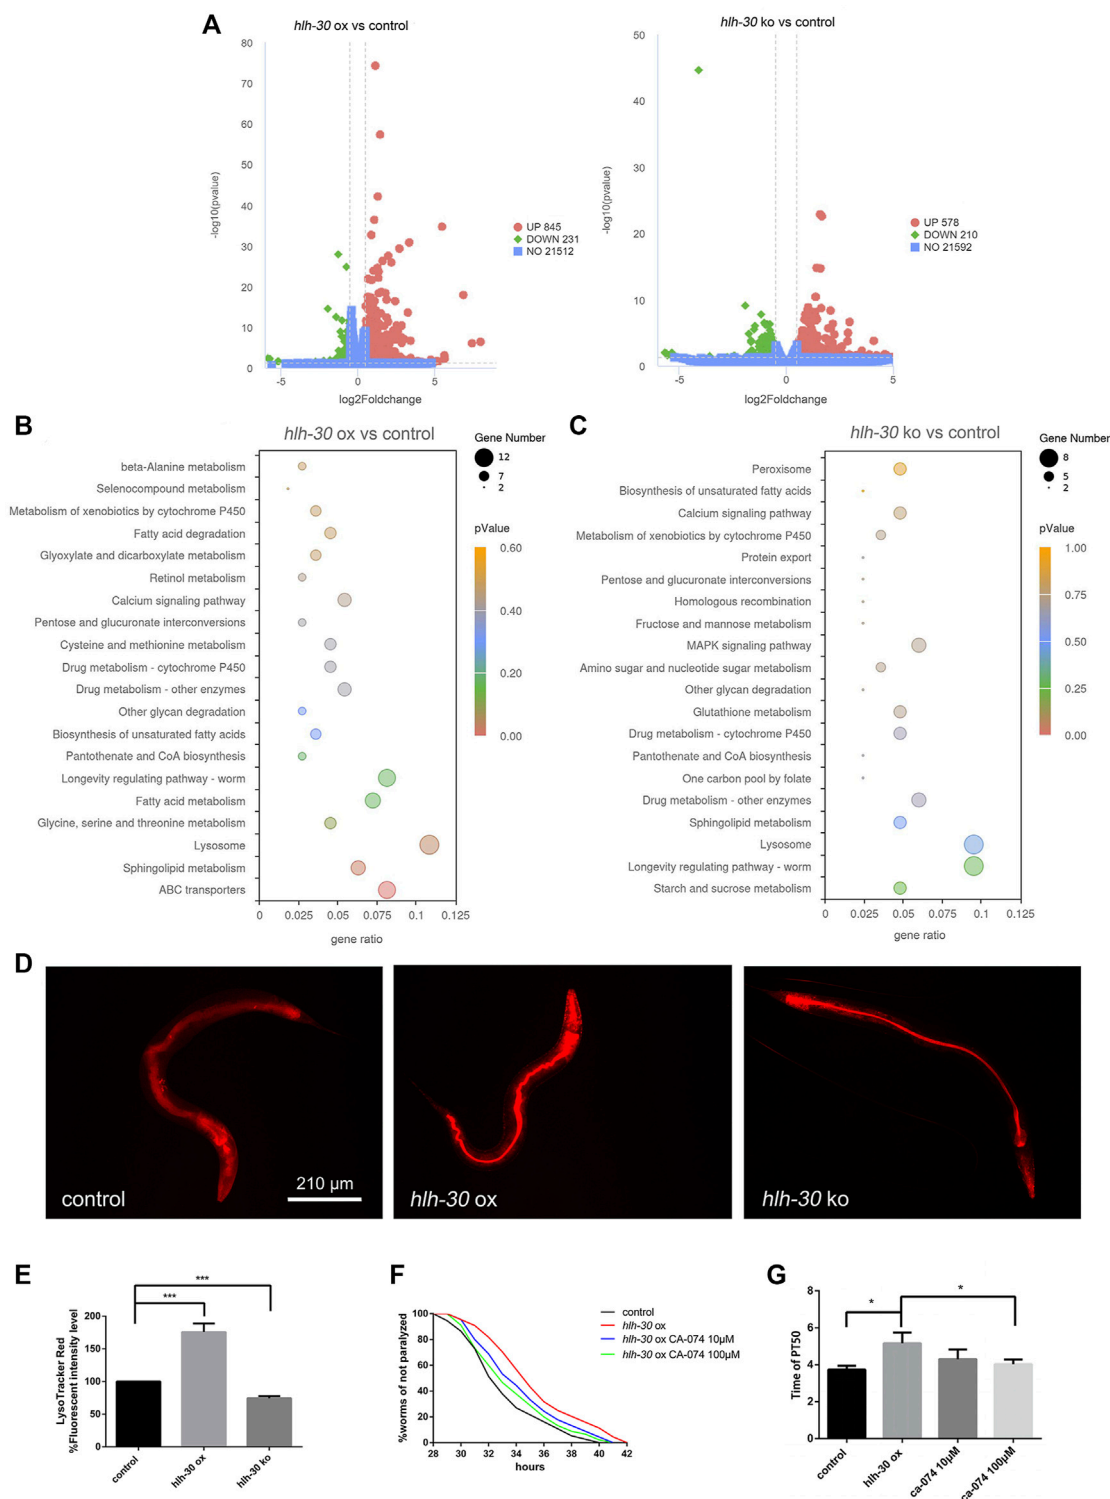 A
hlh-30 ox vs control
80
70
60
50
40
30
20
10
0
-log10(pvalue)
-5
0
5
log2Foldchange
UP 845
DOWN 231
NO 21512
hlh-30 ko vs control
50
40
30
20
10
0
-log10(pvalue)
-5
0
5
log2Foldchange
UP 578
DOWN 210
NO 21592
B
hlh-30 ox vs control
beta-Alanine metabolism
Selenocompound metabolism
Metabolism of xenobiotics by cytochrome P450
Fatty acid degradation
Glyoxylate and dicarboxylate metabolism
Retinol metabolism
Calcium signaling pathway
Pentose and glucuronate interconversions
Cysteine and methionine metabolism
Drug metabolism - cytochrome P450
Drug metabolism - other enzymes
Other glycan degradation
Biosynthesis of unsaturated fatty acids
Pantothenate and CoA biosynthesis
Longevity regulating pathway - worm
Fatty acid metabolism
Glycine, serine and threonine metabolism
Lysosome
Sphingolipid metabolism
ABC transporters
0 0.025 0.05 0.075 0.1 0.125
gene ratio
Gene Number
12
7
2
pValue
0.60
0.40
0.20
0.00
C
hlh-30 ko vs control
Peroxisome
Biosynthesis of unsaturated fatty acids
Calcium signaling pathway
Metabolism of xenobiotics by cytochrome P450
Protein export
Pentose and glucuronate interconversions
Homologous recombination
Fructose and mannose metabolism
MAPK signaling pathway
Amino sugar and nucleotide sugar metabolism
Other glycan degradation
Glutathione metabolism
Drug metabolism - cytochrome P450
Pantothenate and CoA biosynthesis
One carbon pool by folate
Drug metabolism - other enzymes
Sphingolipid metabolism
Lysosome
Longevity regulating pathway - worm
Starch and sucrose metabolism
0 0.025 0.05 0.075 0.1 0.125
gene ratio
Gene Number
8
5
2
pValue
1.00
0.75
0.50
0.25
0.00
D
control
210 µm
hlh-30 ox
hlh-30 ko
E
LysoTracker Red
%Fluorescent intensity level
200
150
100
50
0
***
***
control
hlh-30 ox
hlh-30 ko
F
%worms of not paralyzed
100
80
60
40
20
0
28 30 32 34 36 38 40 42
hours
control
hlh-30 ox
hlh-30 ox CA-074 10µM
hlh-30 ox CA-074 100µM
G
Time of PT50
8
6
4
2
0
*
*
control
hlh-30 ox
ca-074 10µM
ca-074 100µM